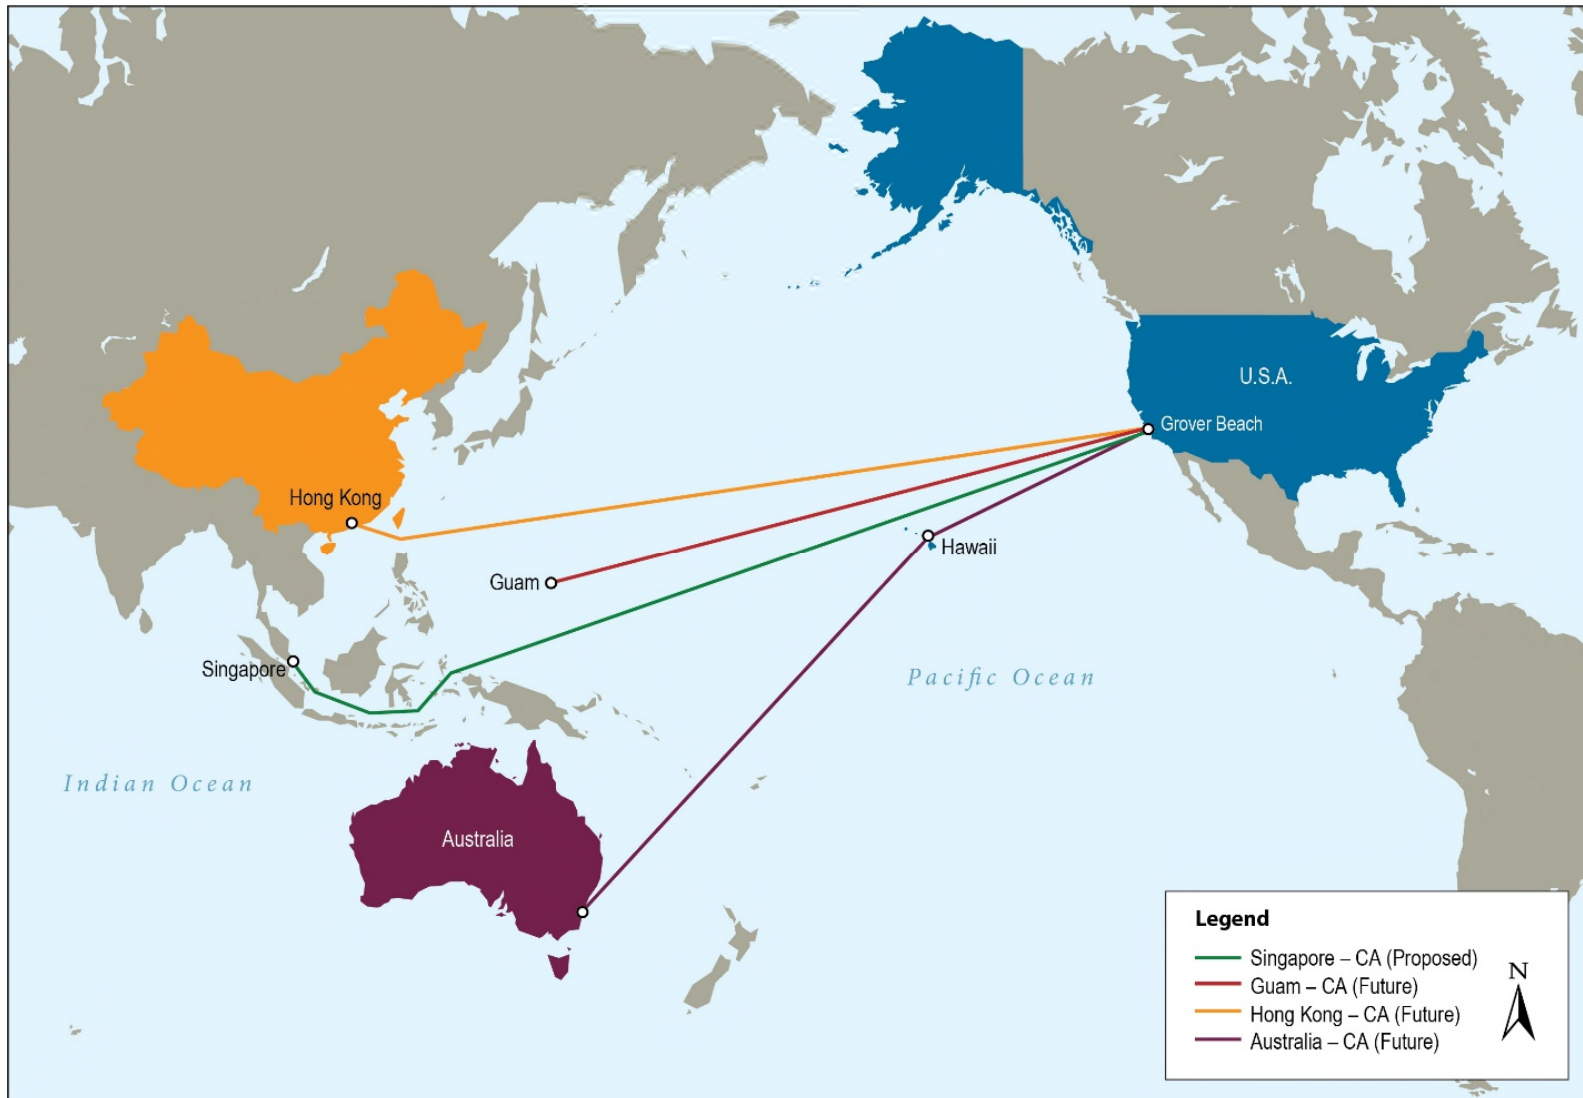 U.S.A.
Grover Beach
Hong Kong
Hawaii
Guam
Singapore
Pacific Ocean
Indian Ocean
Australia
Legend
Singapore – CA (Proposed)
Guam – CA (Future)
Hong Kong – CA (Future)
Australia – CA (Future)
N